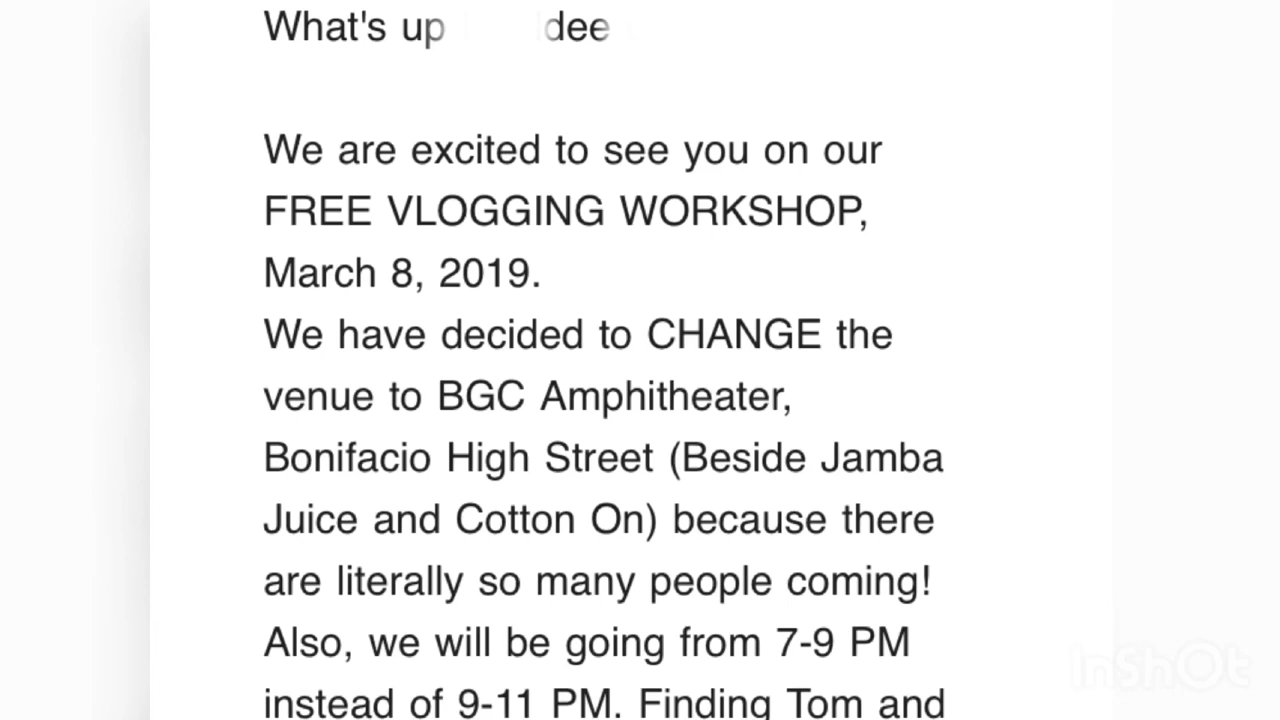 What's up dee
We are excited to see you on our
FREE VLOGGING WORKSHOP,
March 8, 2019.
We have decided to CHANGE the
venue to BGC Amphitheater,
Bonifacio High Street (Beside Jamba
Juice and Cotton On) because there
are literally so many people coming!
Also, we will be going from 7-9 PM
instead of 9-11 PM. Finding Tom and
InShOt